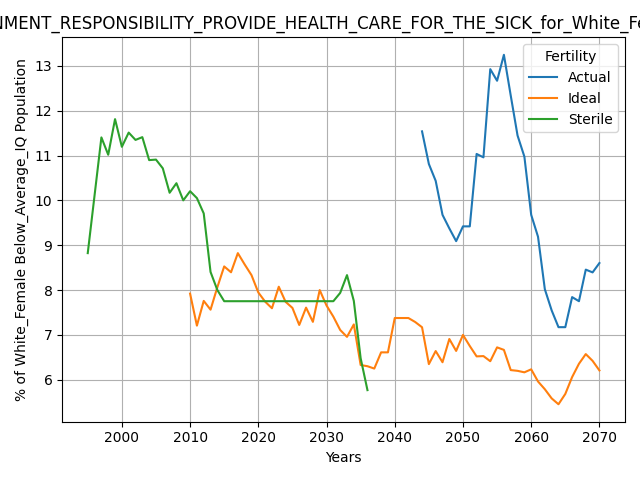 NMENT_RESPONSIBILITY_PROVIDE_HEALTH_CARE_FOR_THE_SICK_for_White_Fe
Fertility
Actual
Ideal
Sterile
% of White_Female Below_Average_IQ Population
13
12
11
10
9
8
7
6
2000 2010 2020 2030 2040 2050 2060 2070
Years